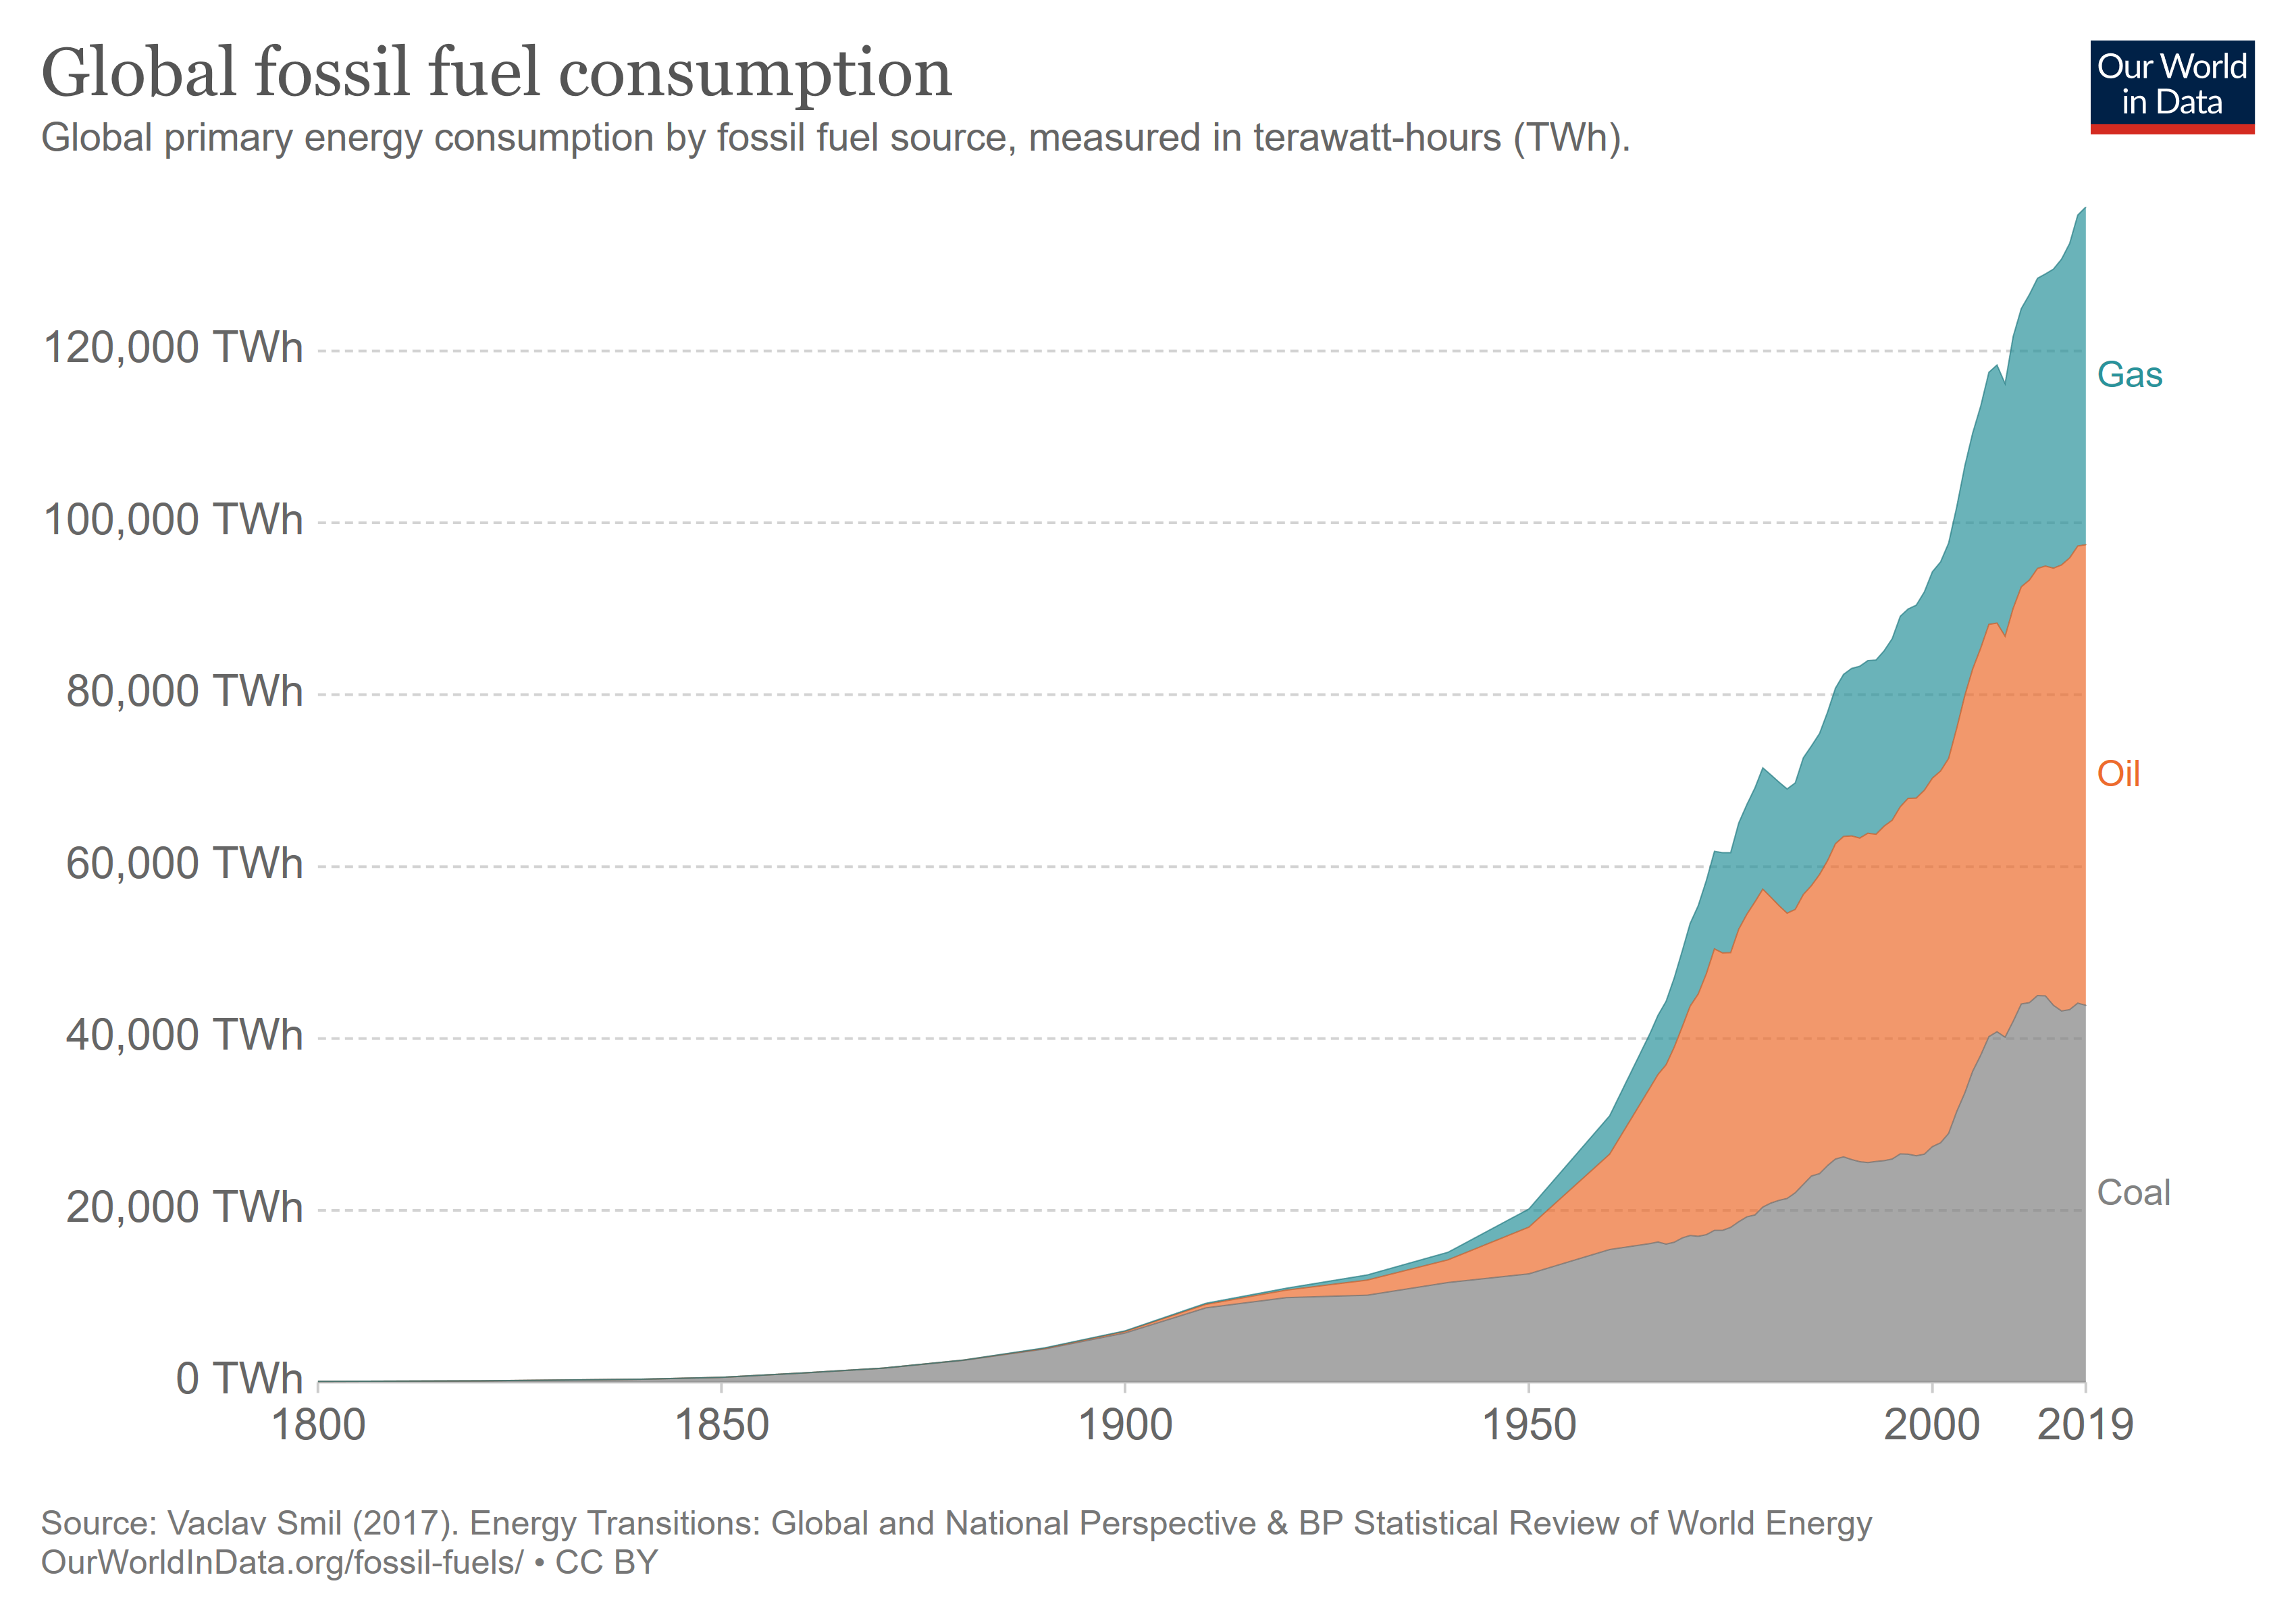 Global fossil fuel consumption
Our World
in Data
Global primary energy consumption by fossil fuel source, measured in terawatt-hours (TWh).
120,000 TWh
100,000 TWh
80,000 TWh
60,000 TWh
40,000 TWh
20,000 TWh
0 TWh
Gas
Oil
Coal
1800
1850
1900
1950
2000
2019
Source: Vaclav Smil (2017). Energy Transitions: Global and National Perspective & BP Statistical Review of World Energy
OurWorldInData.org/fossil-fuels/ • CC BY